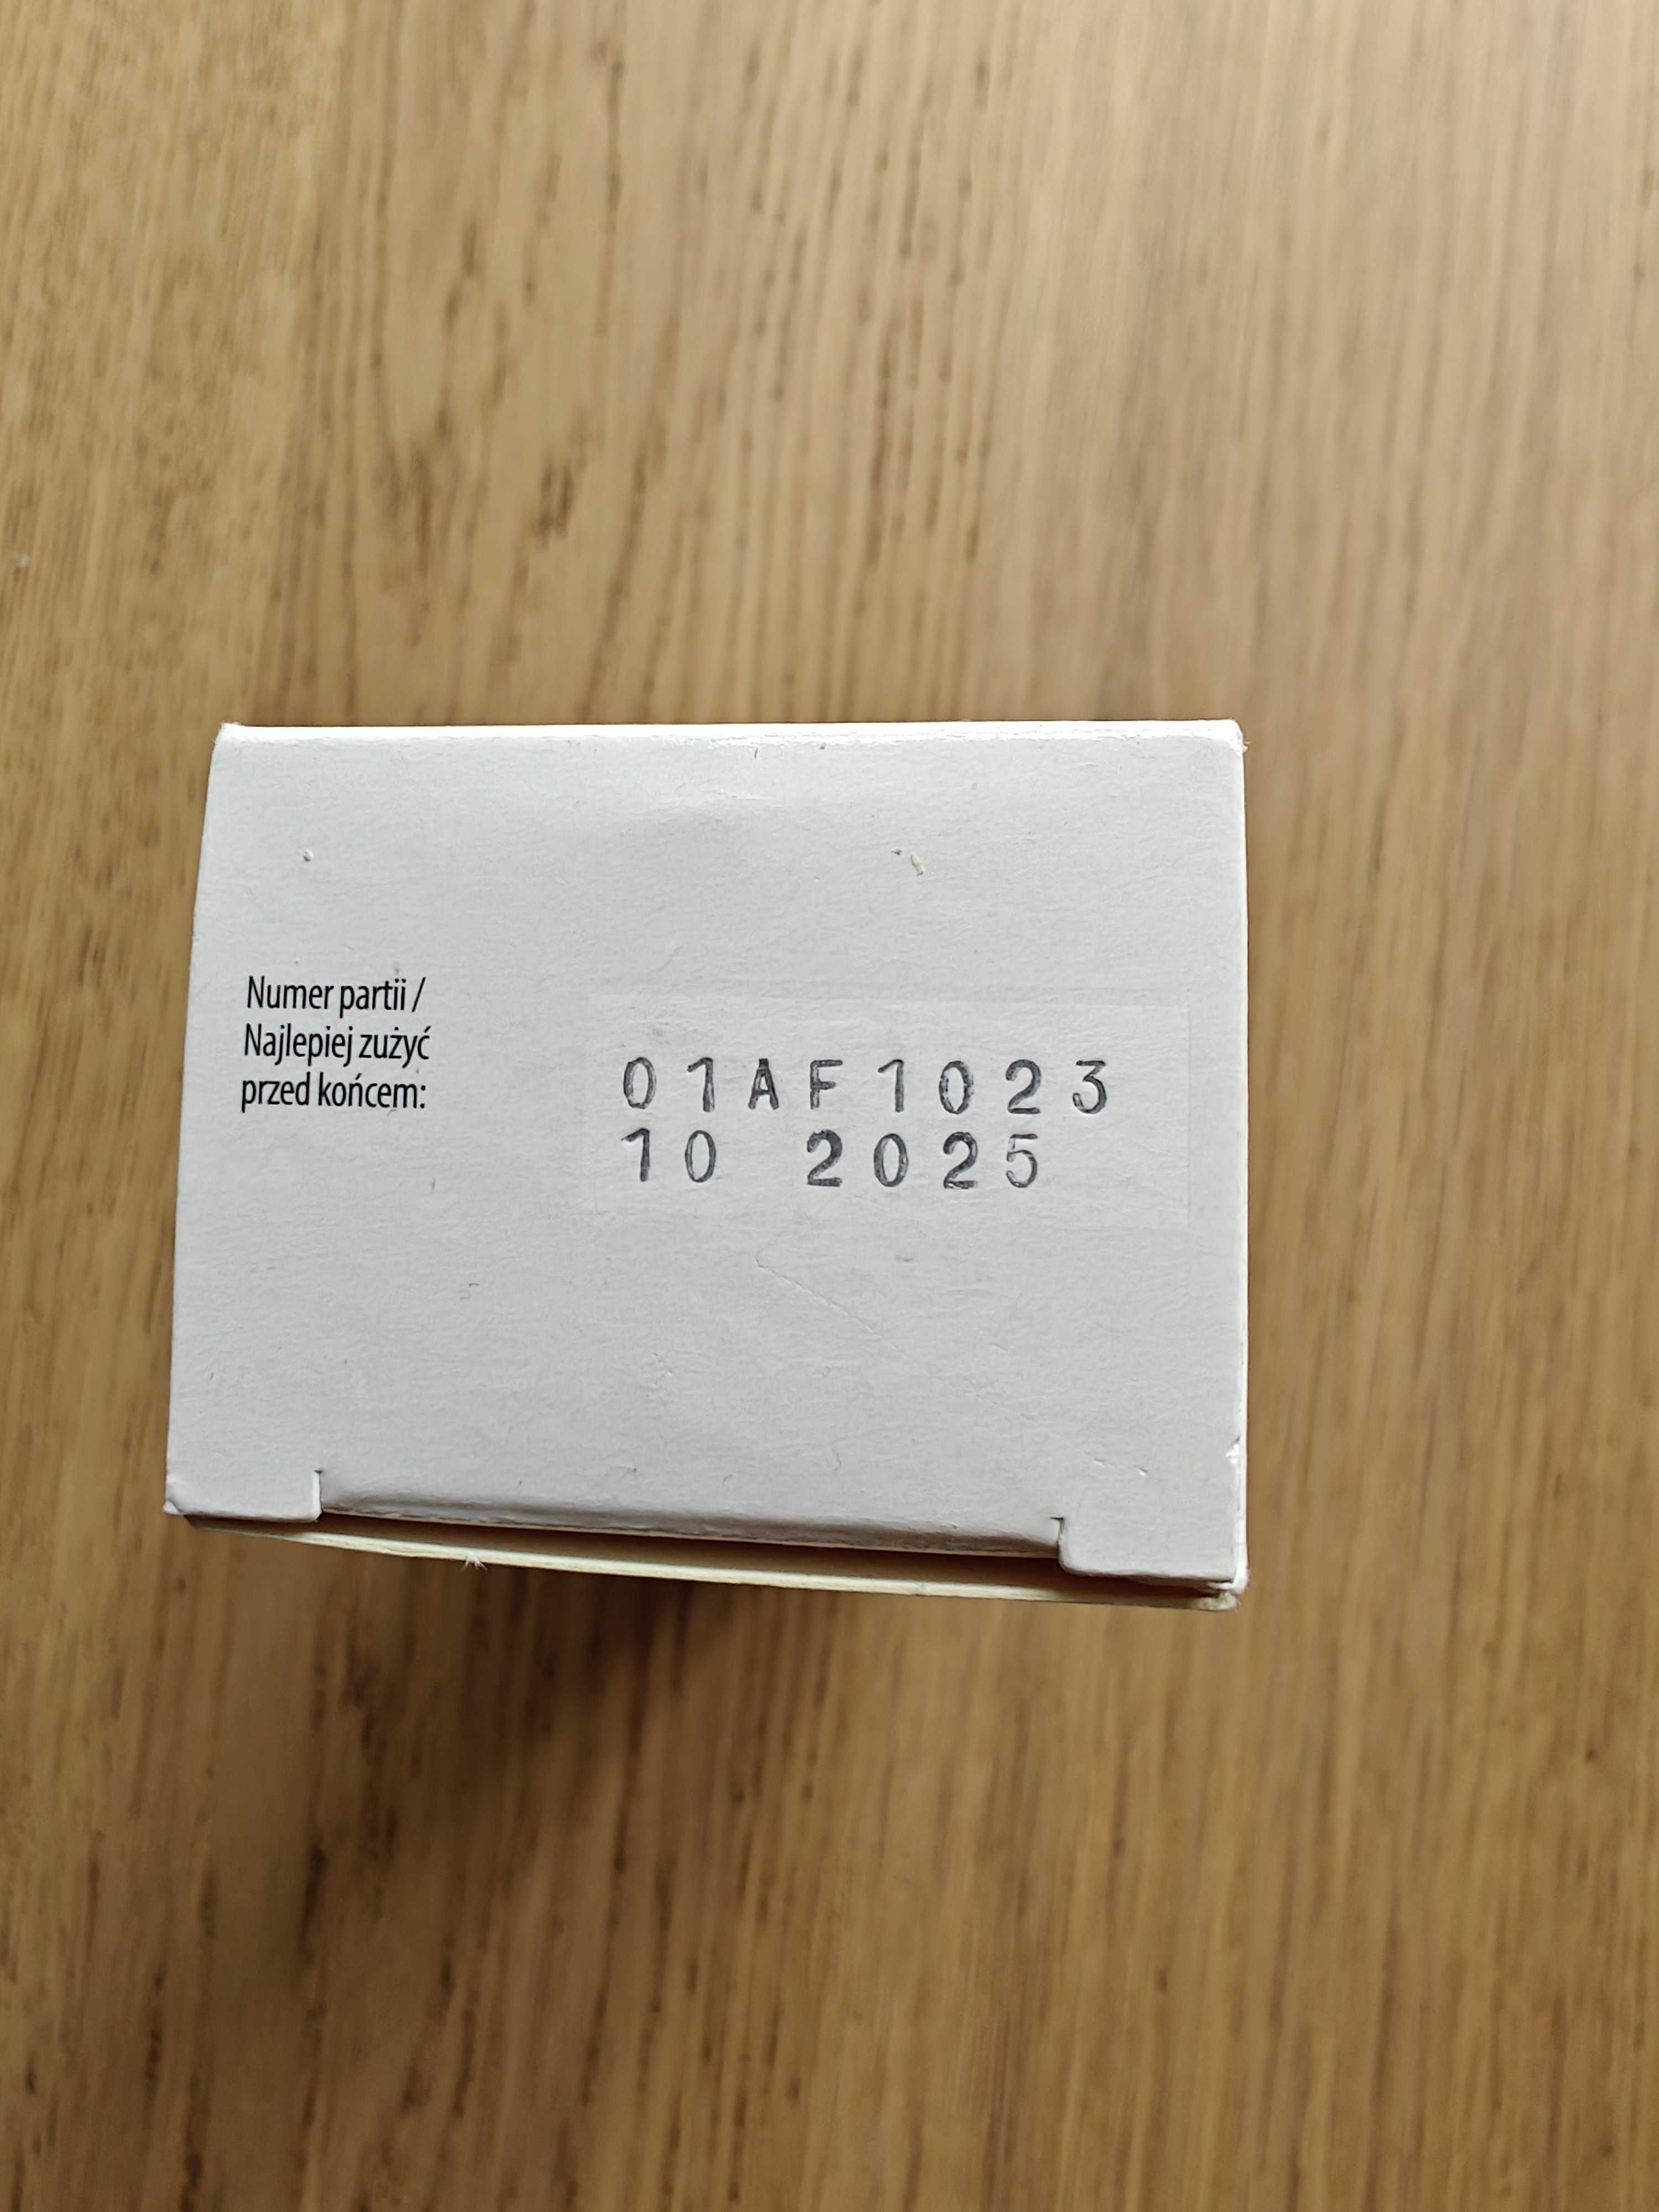 Numer partii /
Najlepiej zużyć
przed końcem:
01AF1023
10 2025